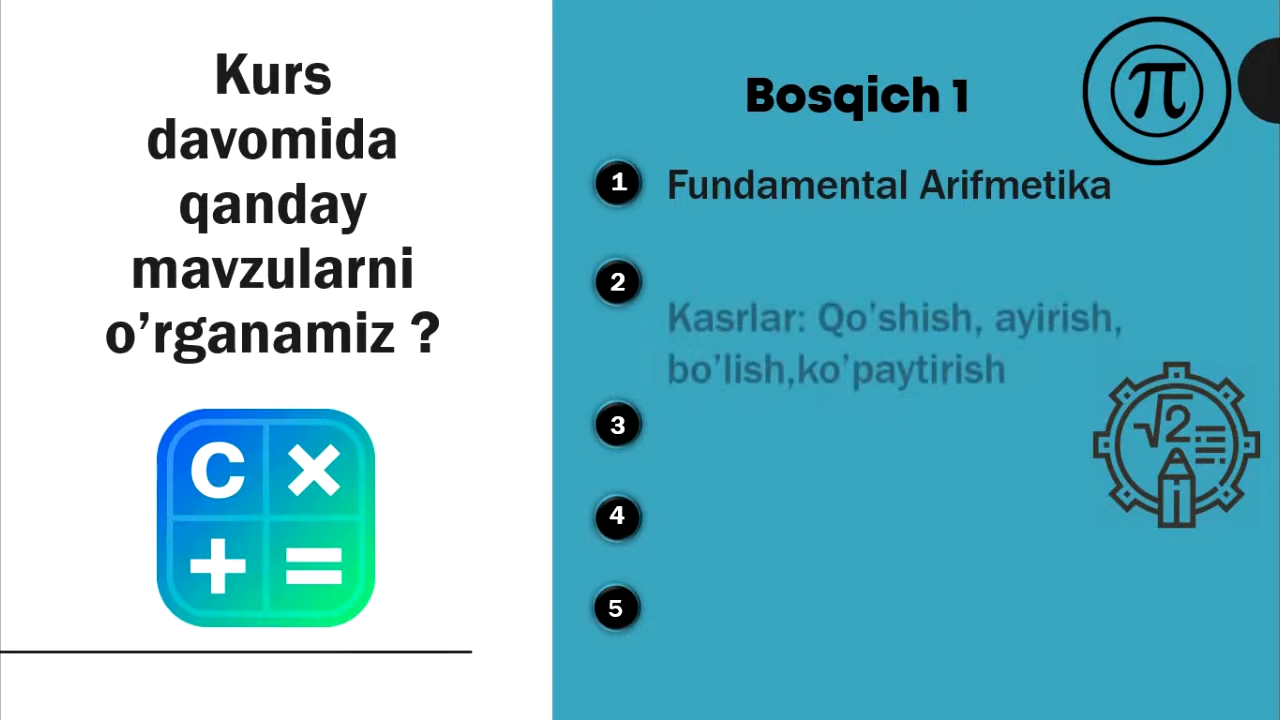 Kurs
davomida
qanday
mavzularni
o’rganamiz ?
C ×
+ =
Bosqich 1
π
1 Fundamental Arifmetika
2 Kasrlar: Qo’shish, ayirish,
bo’lish,ko’paytirish
√2
3
4
5